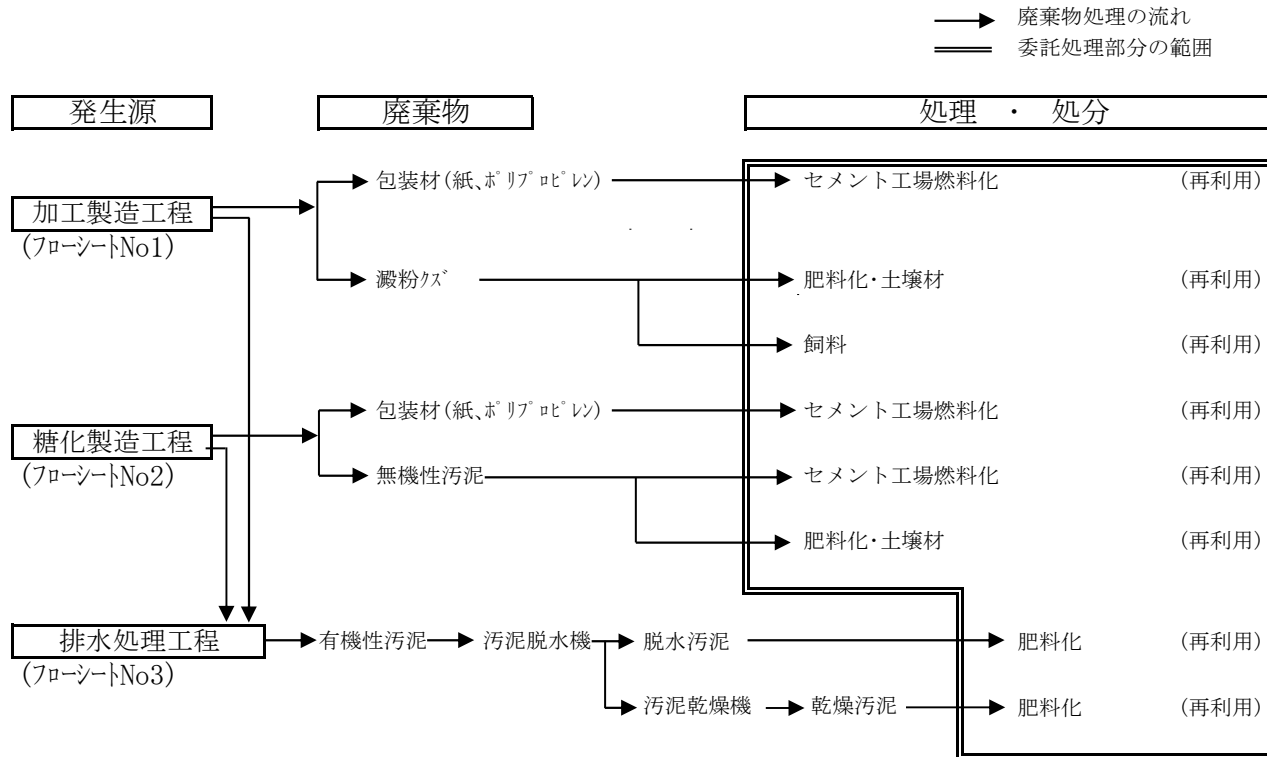 廃棄物処理の流れ
委託処理部分の範囲
発生源 廃棄物 処理 ・ 処分
包装材(紙、ﾎﾟﾘﾌﾟﾛﾋﾟﾚﾝ) セメント工場燃料化 (再利用)
加工製造工程
(ﾌﾛｰｼｰﾄNo1)
澱粉ｸｽﾞ 肥料化・土壌材 (再利用)
飼料 (再利用)
包装材(紙、ﾎﾟﾘﾌﾟﾛﾋﾟﾚﾝ) セメント工場燃料化 (再利用)
糖化製造工程
(ﾌﾛｰｼｰﾄNo2) 無機性汚泥 セメント工場燃料化 (再利用)
肥料化・土壌材 (再利用)
排水処理工程 有機性汚泥 汚泥脱水機 脱水汚泥 肥料化 (再利用)
(ﾌﾛｰｼｰﾄNo3)
汚泥乾燥機 乾燥汚泥 肥料化 (再利用)